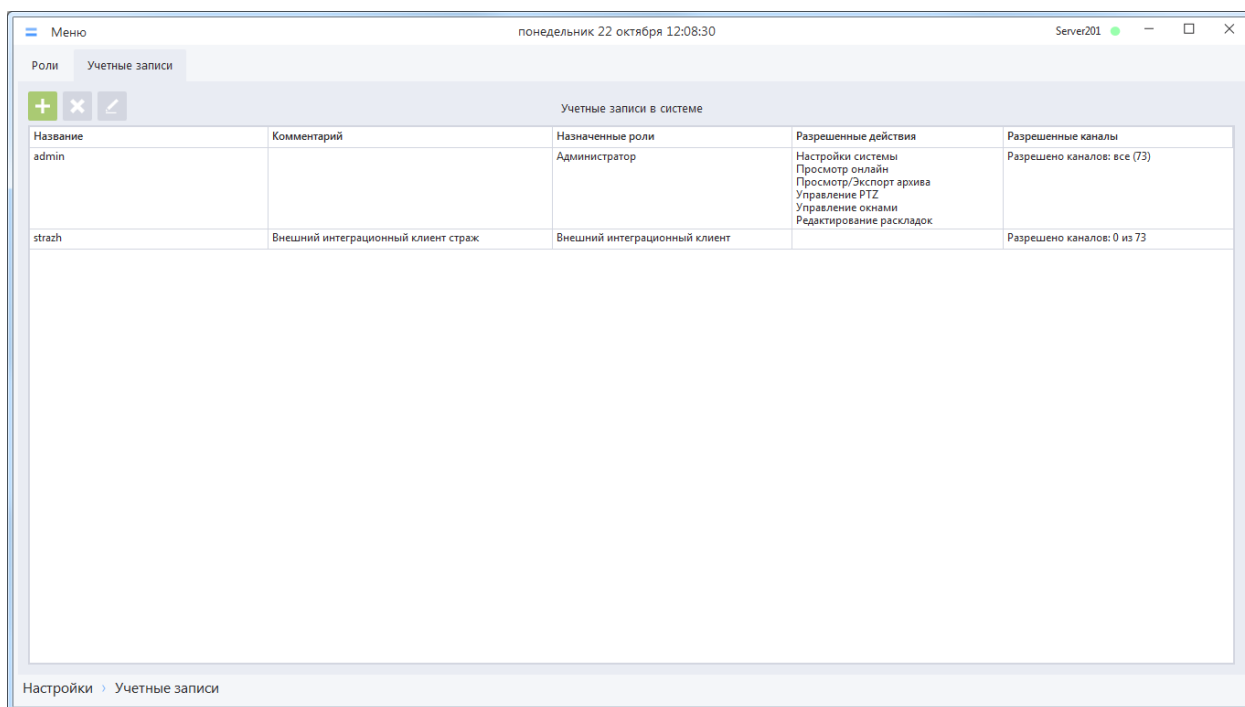 Меню понедельник 22 октября 12:08:30 Server201
Роли Учетные записи
Учетные записи в системе
Название Комментарий Назначенные роли Разрешенные действия Разрешенные каналы
admin Администратор Настройки системы Разрешено каналов: все (73)
Просмотр онлайн
Просмотр/Экспорт архива
Управление PTZ
Управление окнами
Редактирование раскладок
strazh Внешний интеграционный клиент страж Внешний интеграционный клиент Разрешено каналов: 0 из 73
Настройки › Учетные записи